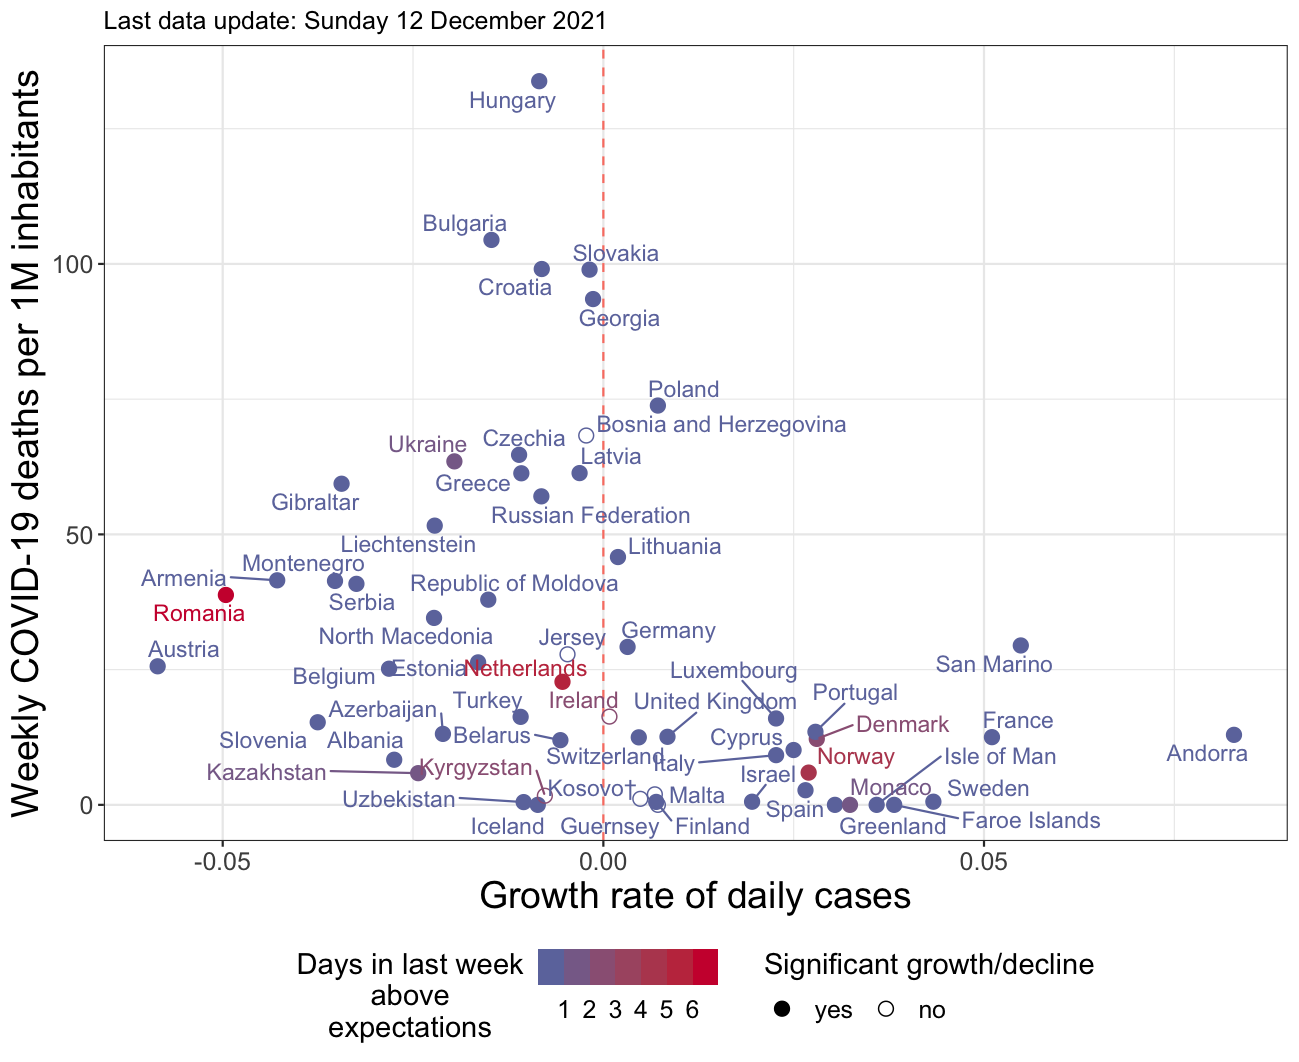 Last data update: Sunday 12 December 2021
Weekly COVID-19 deaths per 1M inhabitants
Hungary
Bulgaria
Slovakia
100
Croatia
Georgia
Poland
Bosnia and Herzegovina
Ukraine
Czechia
Latvia
Greece
Gibraltar
Russian Federation
50
Liechtenstein
Lithuania
Montenegro
Armenia
Republic of Moldova
Serbia
Romania
North Macedonia
Jersey
Germany
Austria
San Marino
Belgium
Estonia
Netherlands
Luxembourg
Portugal
Azerbaijan
Turkey
Ireland
United Kingdom
Denmark
France
Slovenia
Albania
Belarus
Cyprus
Andorra
Switzerland
Italy
Norway
Isle of Man
Kazakhstan
Kyrgyzstan
Israel
Kosovo†
Monaco
Sweden
Malta
Uzbekistan
0
Spain
Iceland
Guernsey
Finland
Greenland
Faroe Islands
-0.05
0.00
0.05
Growth rate of daily cases
Days in last week
above
expectations
1 2 3 4 5 6
Significant growth/decline
yes
no